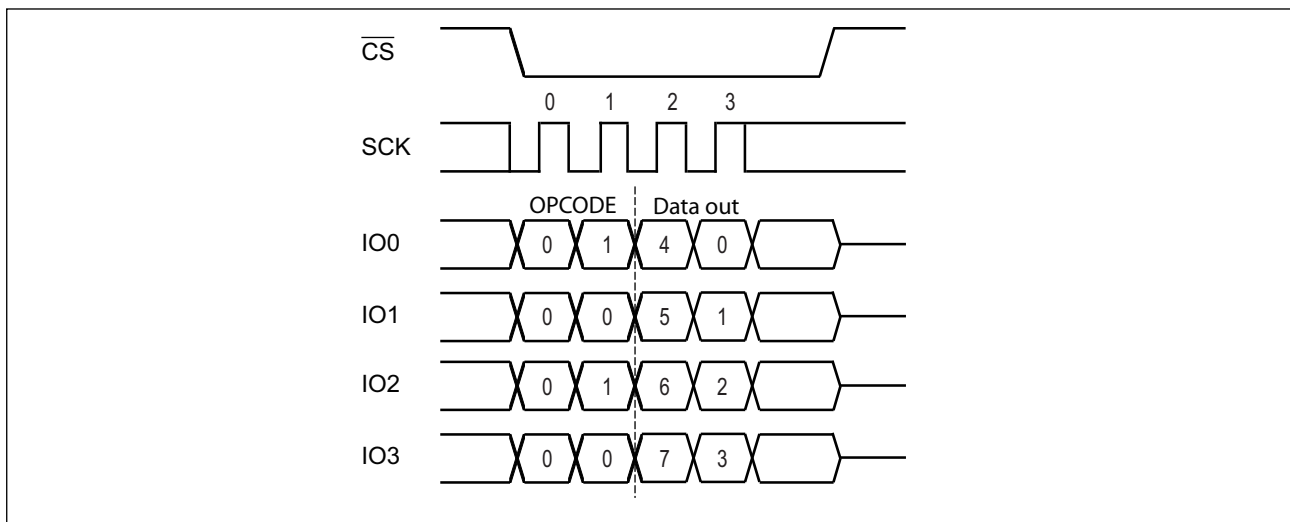 C̅S̅
0 1 2 3
SCK
OPCODE Data out
IO0 0 1 4 0
IO1 0 0 5 1
IO2 0 1 6 2
IO3 0 0 7 3